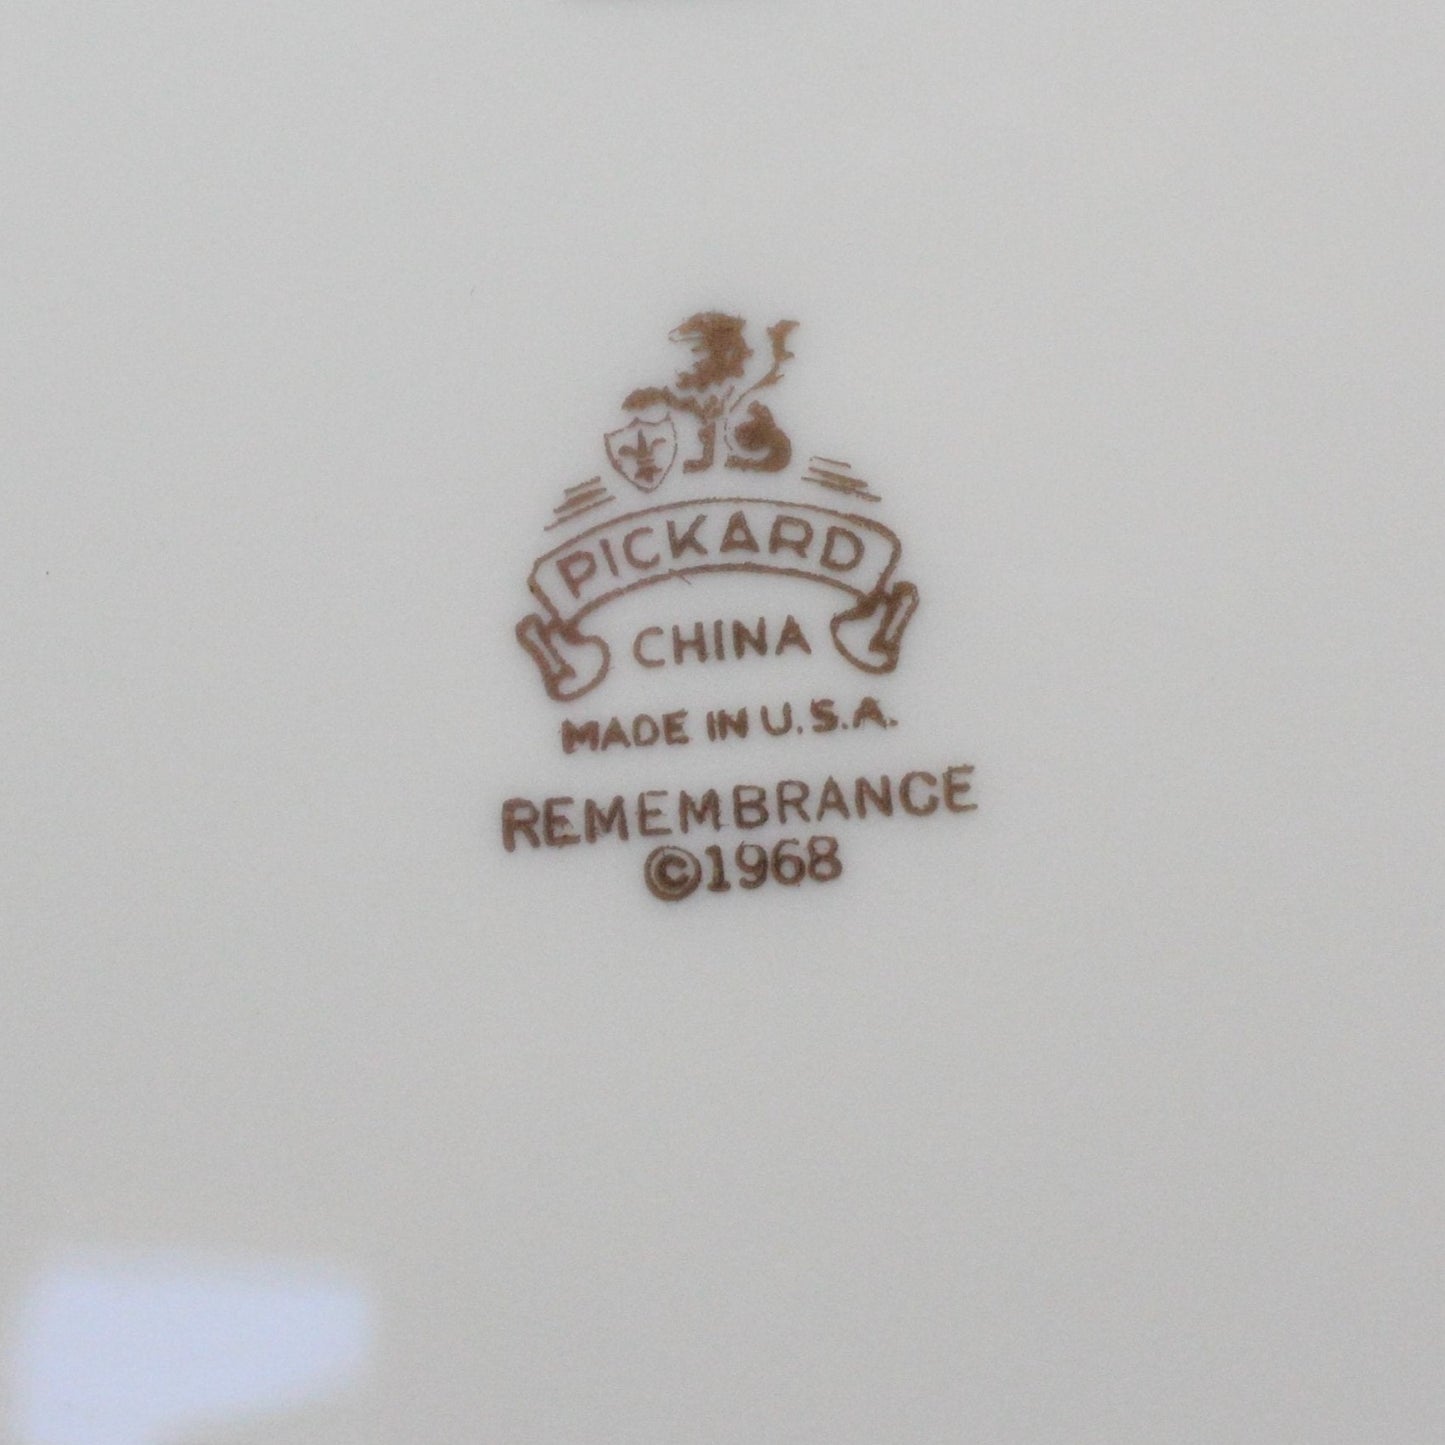 PICKARD
CHINA
MADE IN U.S.A.
REMEMBRANCE
©1968